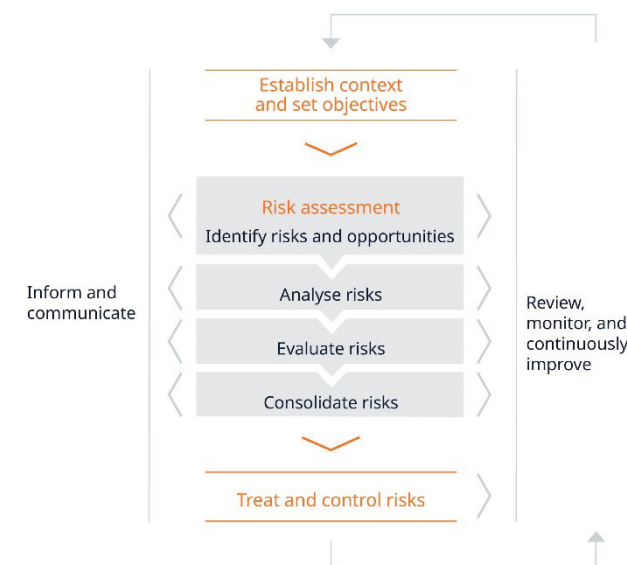 Establish context
and set objectives
Risk assessment
Identify risks and opportunities
Analyse risks
Evaluate risks
Consolidate risks
Treat and control risks
Inform and
communicate
Review,
monitor, and
continuously
improve